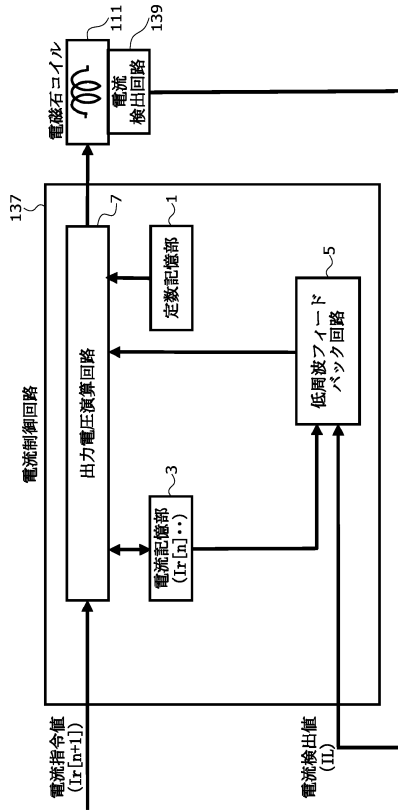 電流制御回路
137
電流指令値
(Ir[n+1])
出力電圧演算回路
7
電磁石コイル
111
電流
検出回路
139
電流記憶部
(Ir[n]・・)
3
定数記憶部
1
低周波フィード
バック回路
5
電流検出値
(IL)